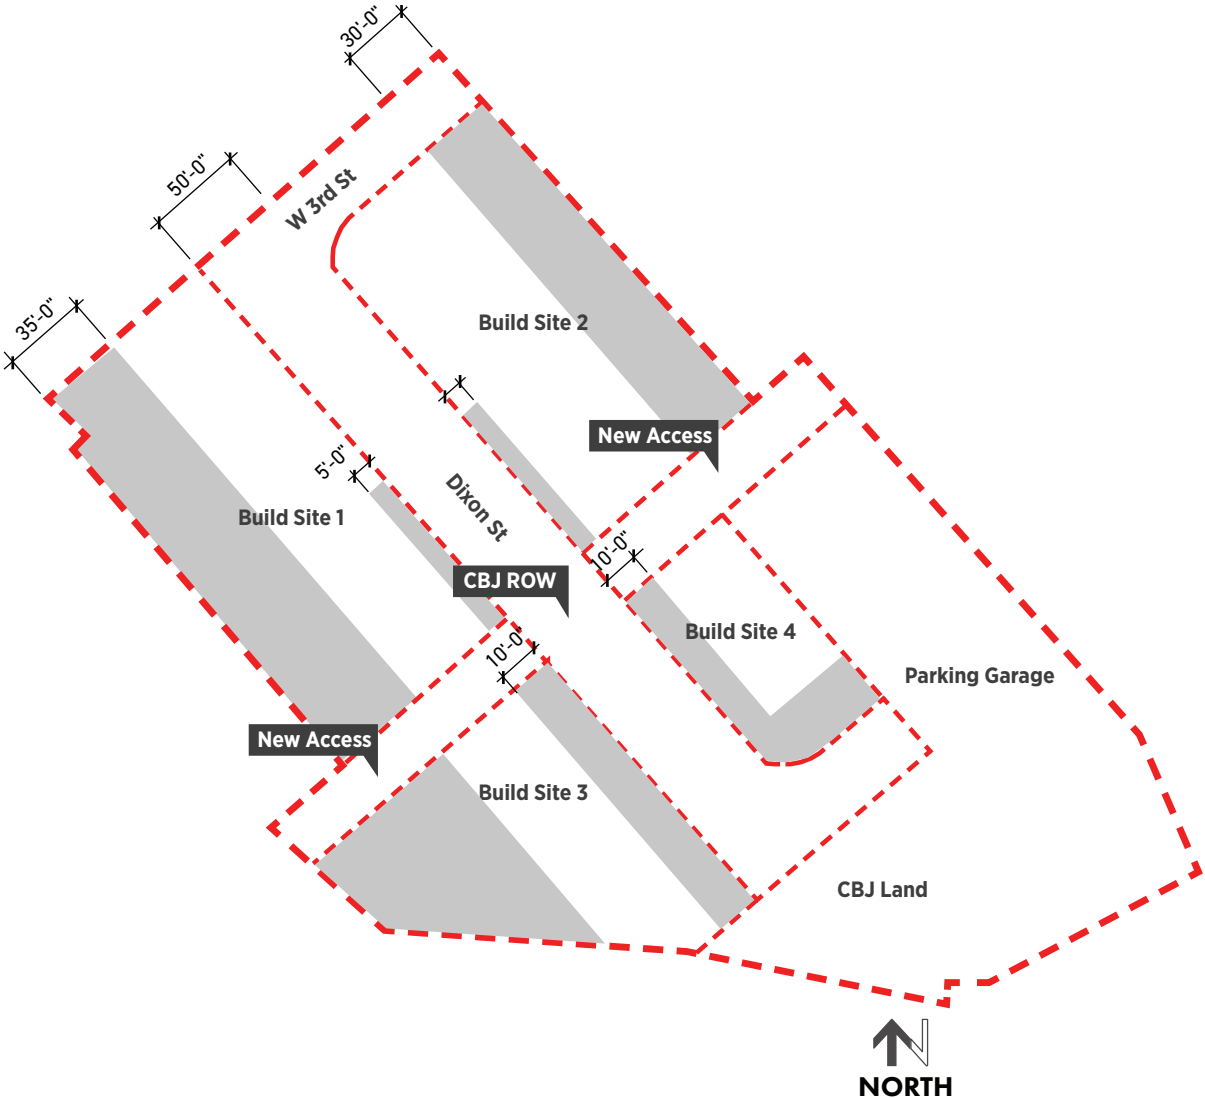 30'-0"
50'-0"
W 3rd St
35'-0"
Build Site 2
New Access
5'-0"
Dixon St
Build Site 1
10'-0"
CBJ ROW
Build Site 4
10'-0"
Parking Garage
New Access
Build Site 3
CBJ Land
NORTH